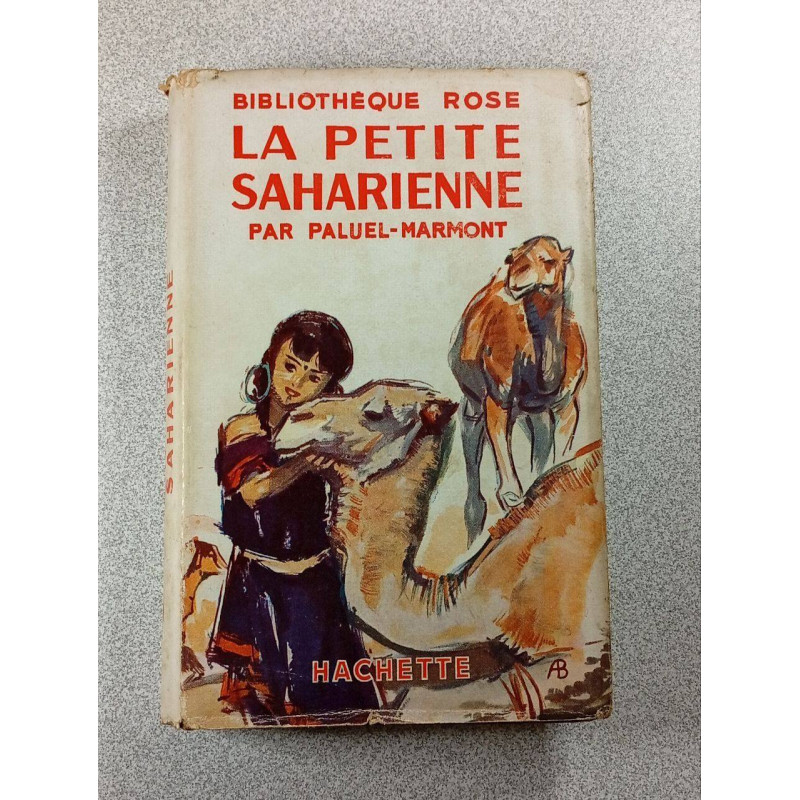 BIBLIOTHÈQUE ROSE
LA PETITE
SAHARIENNE
PAR PALUEL-MARMONT
SAHARIENNE
HACHETTE
AB